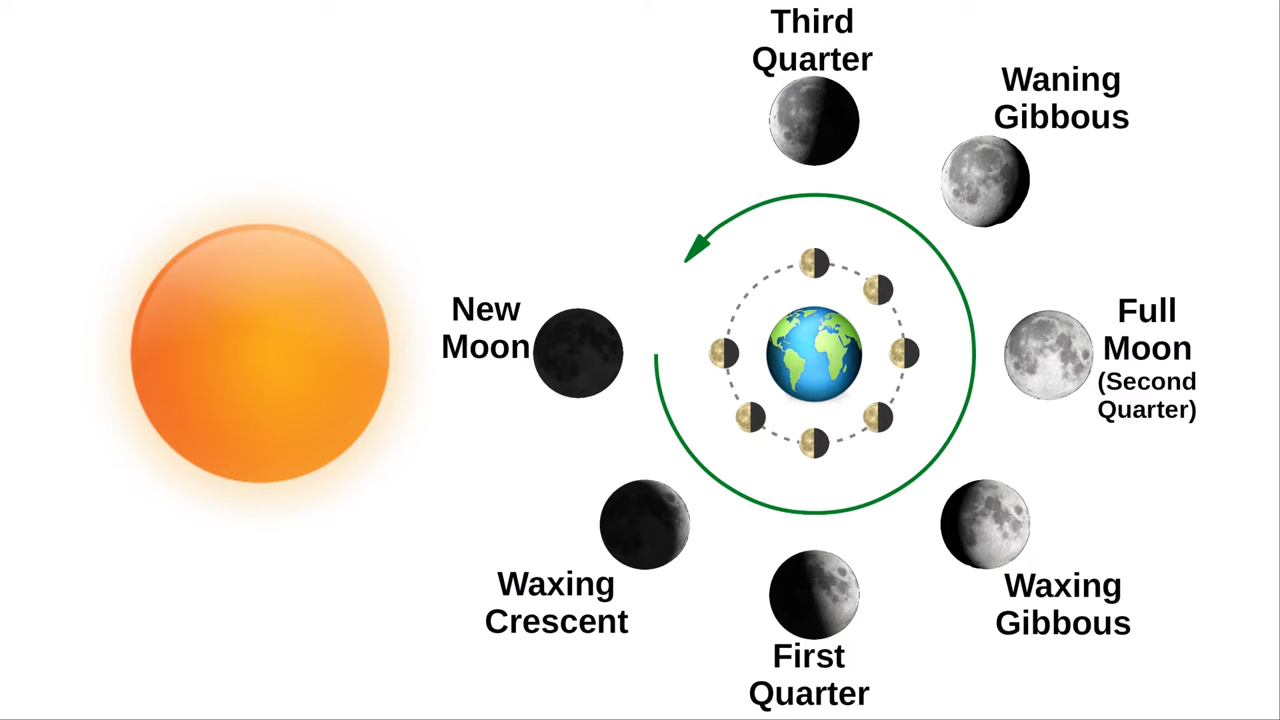 Third
Quarter
Waning
Gibbous
New
Moon
Full
Moon
(Second
Quarter)
Waxing
Crescent
First
Quarter
Waxing
Gibbous